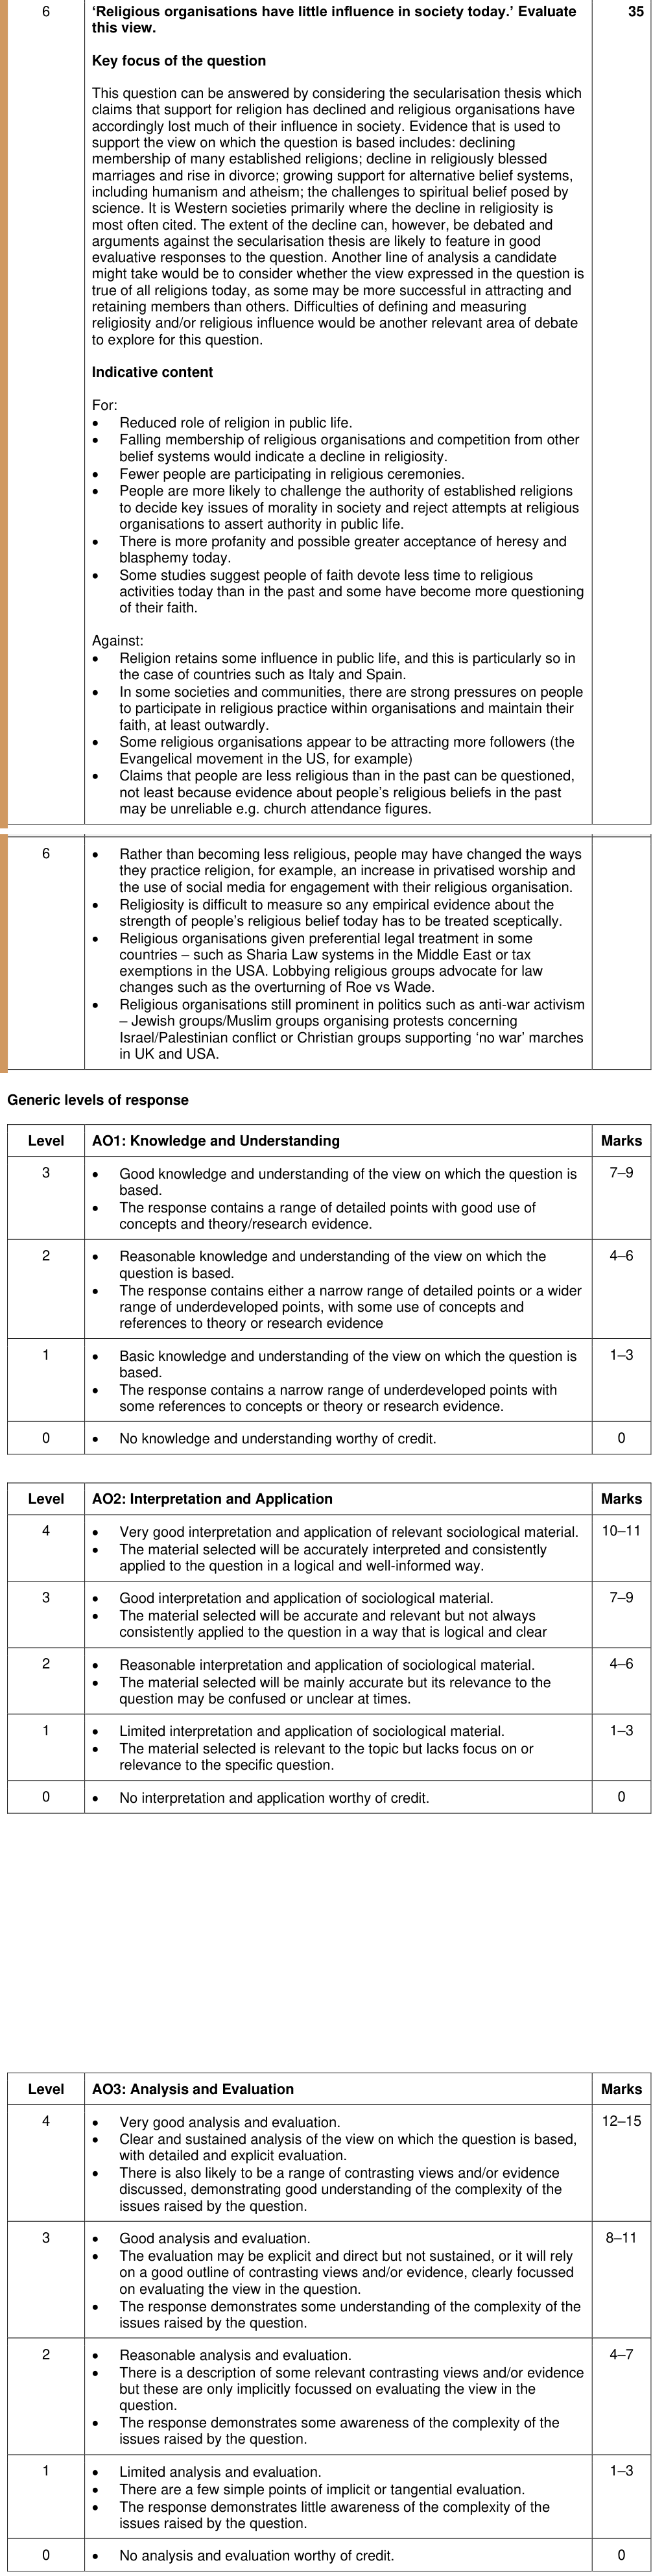 6
‘Religious organisations have little influence in society today.’ Evaluate
this view.
35
Key focus of the question
This question can be answered by considering the secularisation thesis which
claims that support for religion has declined and religious organisations have
accordingly lost much of their influence in society. Evidence that is used to
support the view on which the question is based includes: declining
membership of many established religions; decline in religiously blessed
marriages and rise in divorce; growing support for alternative belief systems,
including humanism and atheism; the challenges to spiritual belief posed by
science. It is Western societies primarily where the decline in religiosity is
most often cited. The extent of the decline can, however, be debated and
arguments against the secularisation thesis are likely to feature in good
evaluative responses to the question. Another line of analysis a candidate
might take would be to consider whether the view expressed in the question is
true of all religions today, as some may be more successful in attracting and
retaining members than others. Difficulties of defining and measuring
religiosity and/or religious influence would be another relevant area of debate
to explore for this question.
Indicative content
For:
• Reduced role of religion in public life.
• Falling membership of religious organisations and competition from other
belief systems would indicate a decline in religiosity.
• Fewer people are participating in religious ceremonies.
• People are more likely to challenge the authority of established religions
to decide key issues of morality in society and reject attempts at religious
organisations to assert authority in public life.
• There is more profanity and possible greater acceptance of heresy and
blasphemy today.
• Some studies suggest people of faith devote less time to religious
activities today than in the past and some have become more questioning
of their faith.
Against:
• Religion retains some influence in public life, and this is particularly so in
the case of countries such as Italy and Spain.
• In some societies and communities, there are strong pressures on people
to participate in religious practice within organisations and maintain their
faith, at least outwardly.
• Some religious organisations appear to be attracting more followers (the
Evangelical movement in the US, for example)
• Claims that people are less religious than in the past can be questioned,
not least because evidence about people’s religious beliefs in the past
may be unreliable e.g. church attendance figures.
6
• Rather than becoming less religious, people may have changed the ways
they practice religion, for example, an increase in privatised worship and
the use of social media for engagement with their religious organisation.
• Religiosity is difficult to measure so any empirical evidence about the
strength of people’s religious belief today has to be treated sceptically.
• Religious organisations given preferential legal treatment in some
countries – such as Sharia Law systems in the Middle East or tax
exemptions in the USA. Lobbying religious groups advocate for law
changes such as the overturning of Roe vs Wade.
• Religious organisations still prominent in politics such as anti-war activism
– Jewish groups/Muslim groups organising protests concerning
Israel/Palestinian conflict or Christian groups supporting ‘no war’ marches
in UK and USA.
Generic levels of response
Level AO1: Knowledge and Understanding Marks
3 • Good knowledge and understanding of the view on which the question is 7–9
based.
• The response contains a range of detailed points with good use of
concepts and theory/research evidence.
2 • Reasonable knowledge and understanding of the view on which the 4–6
question is based.
• The response contains either a narrow range of detailed points or a wider
range of underdeveloped points, with some use of concepts and
references to theory or research evidence
1 • Basic knowledge and understanding of the view on which the question is 1–3
based.
• The response contains a narrow range of underdeveloped points with
some references to concepts or theory or research evidence.
0 • No knowledge and understanding worthy of credit. 0
Level AO2: Interpretation and Application Marks
4 • Very good interpretation and application of relevant sociological material. 10–11
• The material selected will be accurately interpreted and consistently
applied to the question in a logical and well-informed way.
3 • Good interpretation and application of sociological material. 7–9
• The material selected will be accurate and relevant but not always
consistently applied to the question in a way that is logical and clear
2 • Reasonable interpretation and application of sociological material. 4–6
• The material selected will be mainly accurate but its relevance to the
question may be confused or unclear at times.
1 • Limited interpretation and application of sociological material. 1–3
• The material selected is relevant to the topic but lacks focus on or
relevance to the specific question.
0 • No interpretation and application worthy of credit. 0
Level AO3: Analysis and Evaluation Marks
4 • Very good analysis and evaluation. 12–15
• Clear and sustained analysis of the view on which the question is based,
with detailed and explicit evaluation.
• There is also likely to be a range of contrasting views and/or evidence
discussed, demonstrating good understanding of the complexity of the
issues raised by the question.
3 • Good analysis and evaluation. 8–11
• The evaluation may be explicit and direct but not sustained, or it will rely
on a good outline of contrasting views and/or evidence, clearly focussed
on evaluating the view in the question.
• The response demonstrates some understanding of the complexity of the
issues raised by the question.
2 • Reasonable analysis and evaluation. 4–7
• There is a description of some relevant contrasting views and/or evidence
but these are only implicitly focussed on evaluating the view in the
question.
• The response demonstrates some awareness of the complexity of the
issues raised by the question.
1 • Limited analysis and evaluation. 1–3
• There are a few simple points of implicit or tangential evaluation.
• The response demonstrates little awareness of the complexity of the
issues raised by the question.
0 • No analysis and evaluation worthy of credit. 0